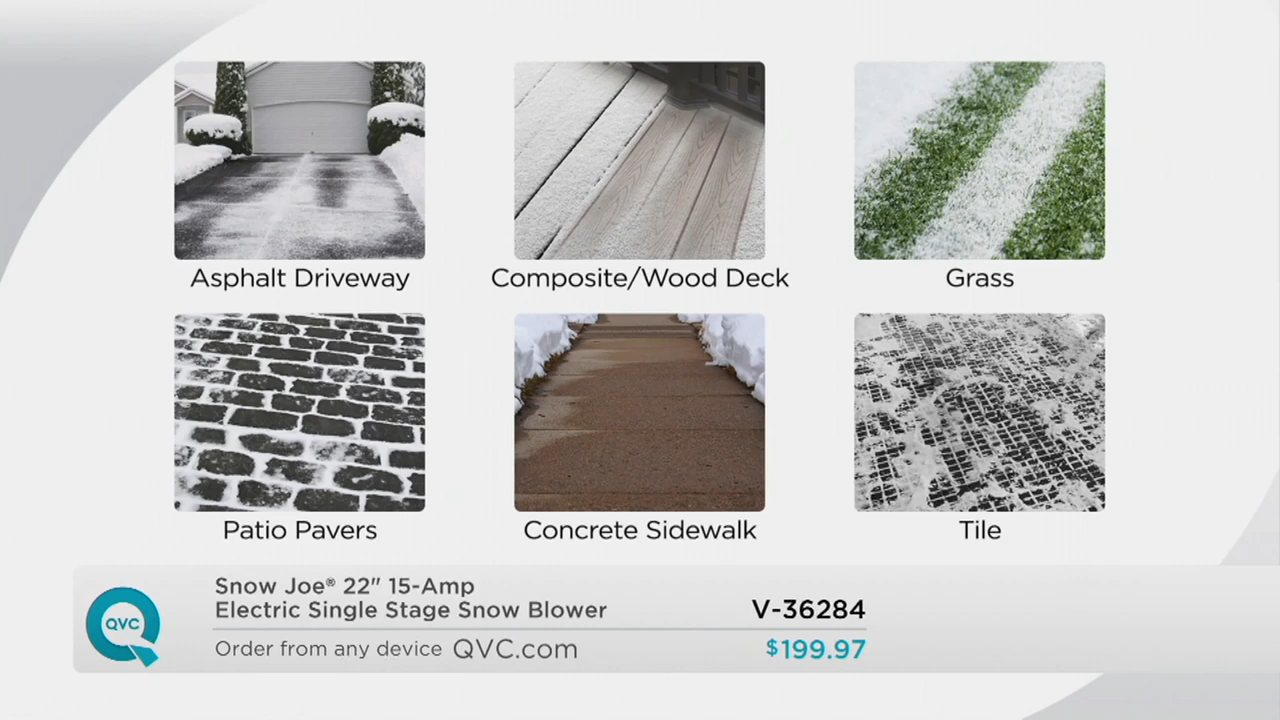 Asphalt Driveway
Composite/Wood Deck
Grass
Patio Pavers
Concrete Sidewalk
Tile
QVC
Snow Joe® 22" 15-Amp
Electric Single Stage Snow Blower
V-36284
Order from any device QVC.com
$199.97